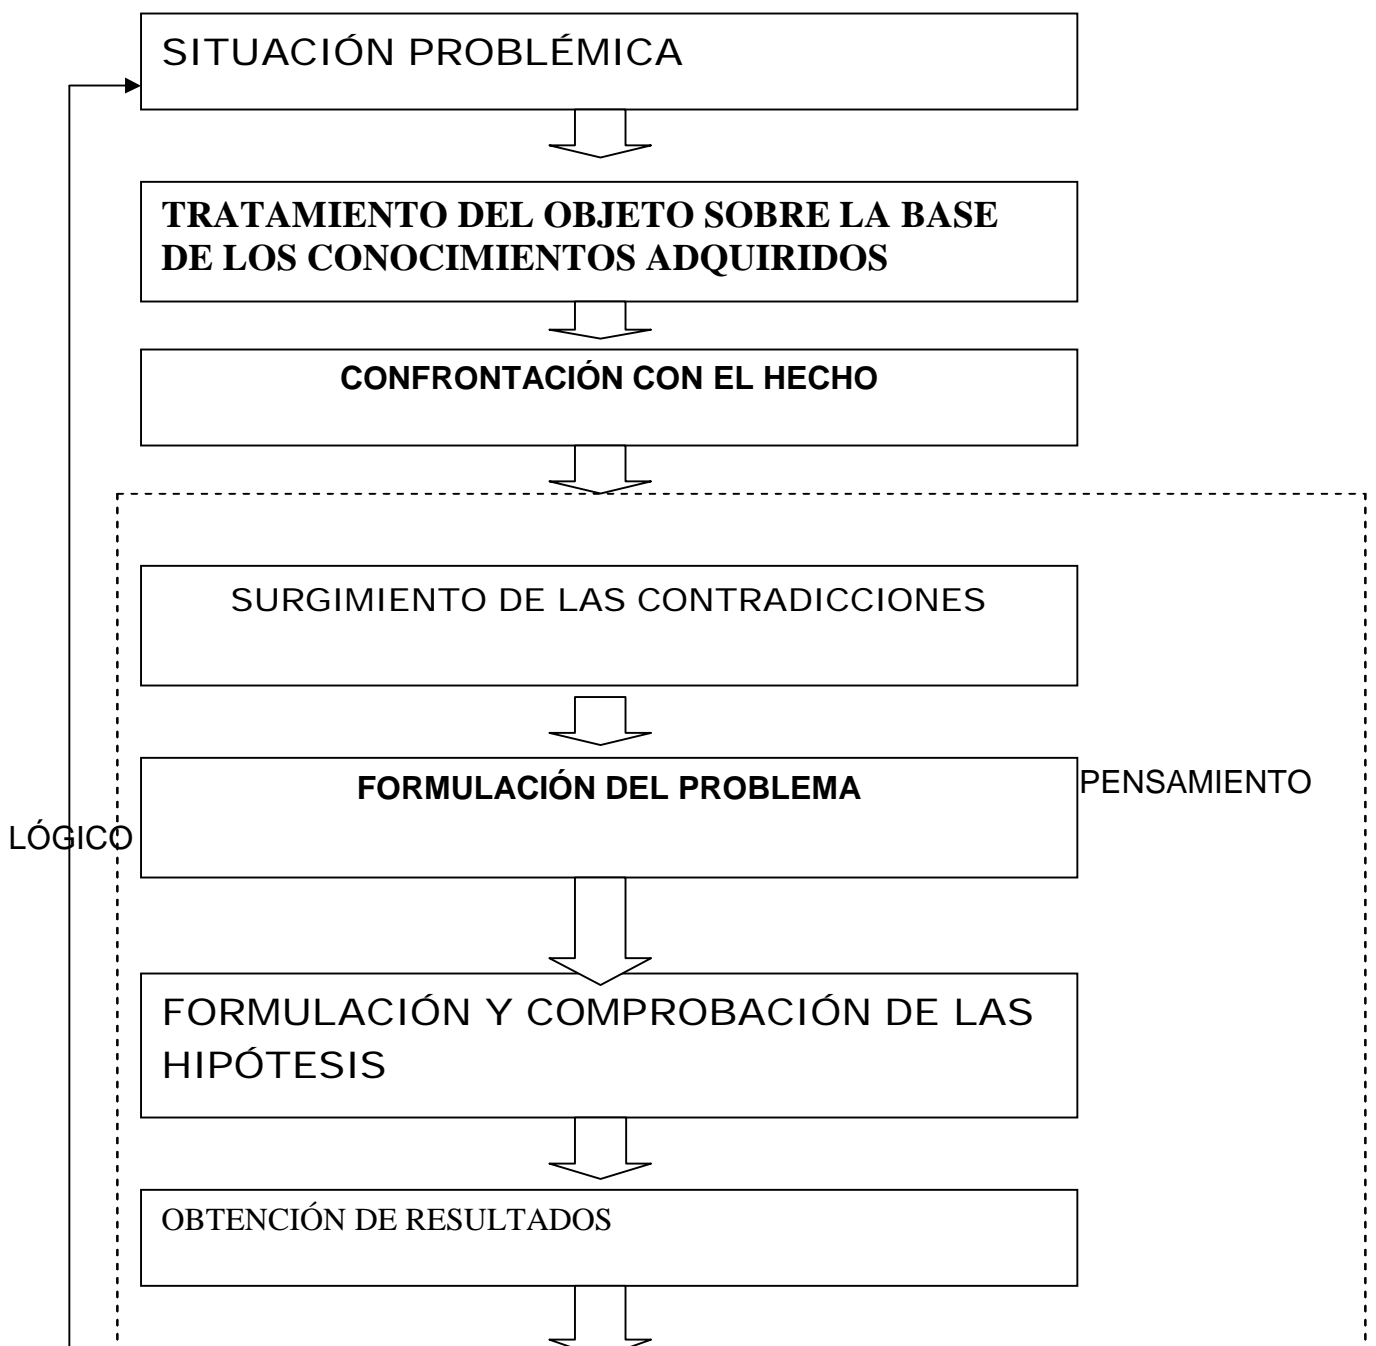 SITUACIÓN PROBLÉMICA
TRATAMIENTO DEL OBJETO SOBRE LA BASE
DE LOS CONOCIMIENTOS ADQUIRIDOS
CONFRONTACIÓN CON EL HECHO
SURGIMIENTO DE LAS CONTRADICCIONES
FORMULACIÓN DEL PROBLEMA
PENSAMIENTO
LÓGICO
FORMULACIÓN Y COMPROBACIÓN DE LAS
HIPÓTESIS
OBTENCIÓN DE RESULTADOS